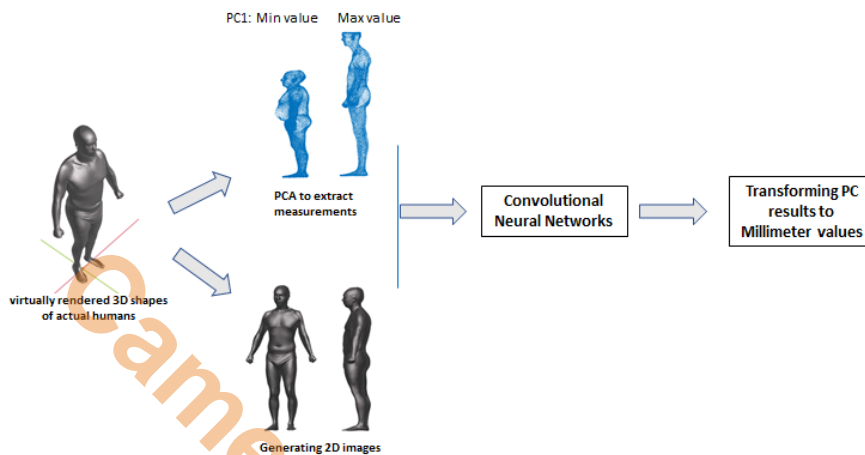 PC1: Min value Max value
PCA to extract
measurements
virtually rendered 3D shapes
of actual humans
Generating 2D images
Convolutional
Neural Networks
Transforming PC
results to
Millimeter values
Came